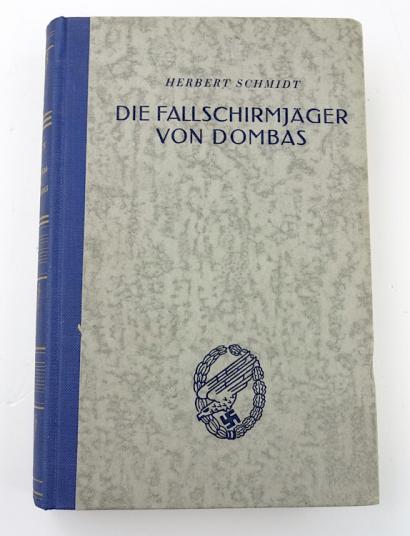 HERBERT SCHMIDT
DIE FALLSCHIRMJÄGER
VON DOMBAS